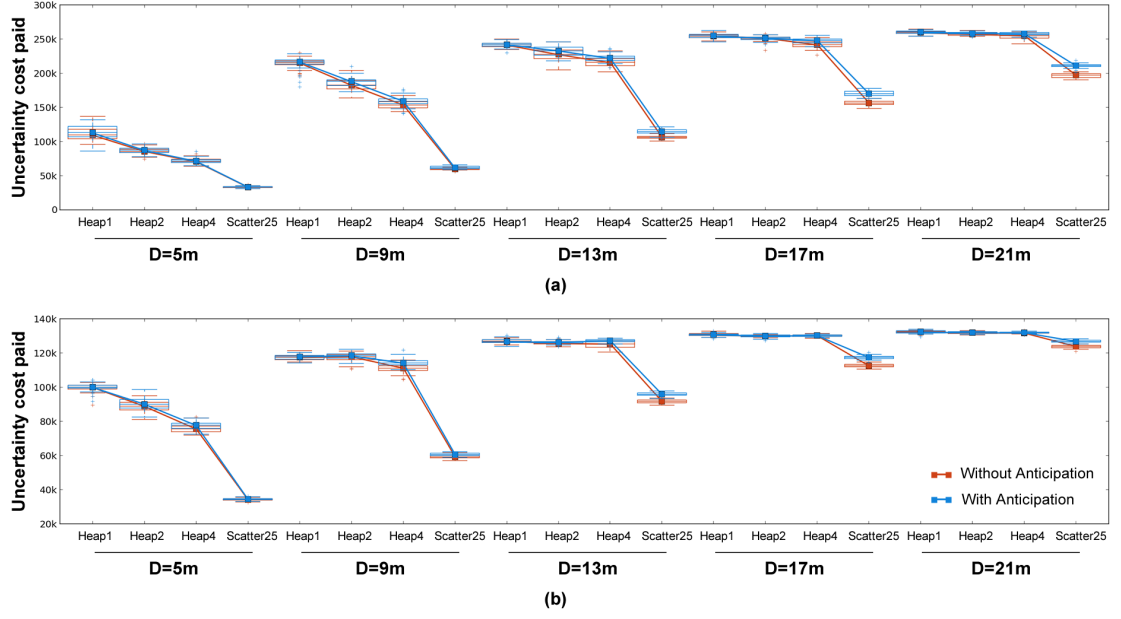 Uncertainty cost paid
300k
250k
200k
150k
100k
50k
0
Heap1 Heap2 Heap4 Scatter25 Heap1 Heap2 Heap4 Scatter25 Heap1 Heap2 Heap4 Scatter25 Heap1 Heap2 Heap4 Scatter25 Heap1 Heap2 Heap4 Scatter25
D=5m D=9m D=13m D=17m D=21m
(a)
Uncertainty cost paid
140k
120k
100k
80k
60k
40k
20k
Without Anticipation
With Anticipation
Heap1 Heap2 Heap4 Scatter25 Heap1 Heap2 Heap4 Scatter25 Heap1 Heap2 Heap4 Scatter25 Heap1 Heap2 Heap4 Scatter25 Heap1 Heap2 Heap4 Scatter25
D=5m D=9m D=13m D=17m D=21m
(b)